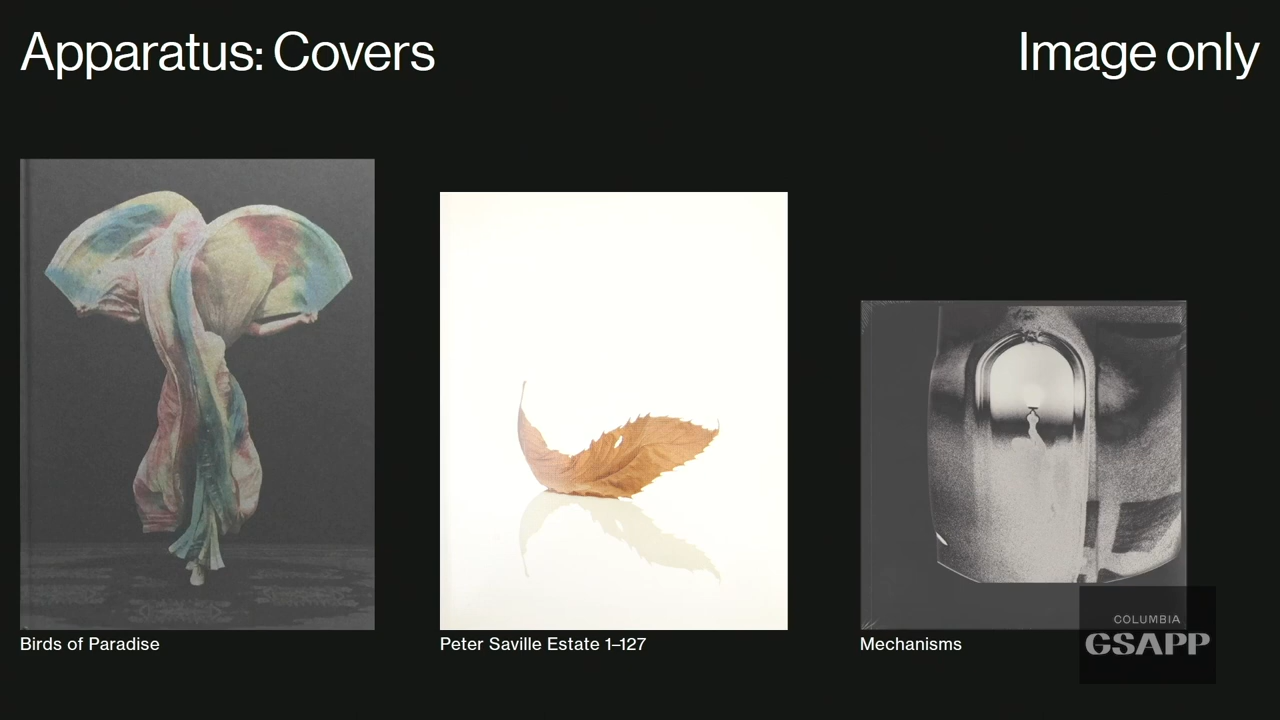 Apparatus: Covers
Image only
Birds of Paradise
Peter Saville Estate 1–127
Mechanisms
COLUMBIA
GSAPP